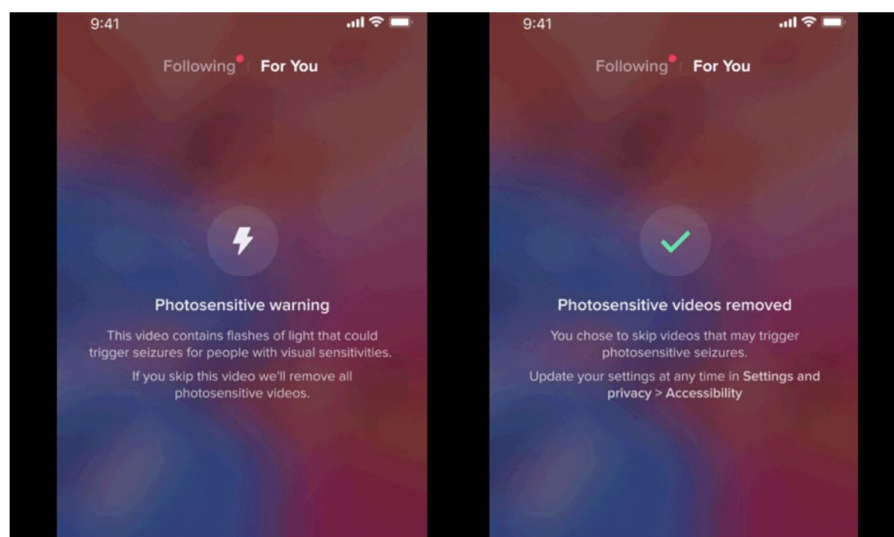 9:41
Following For You
Photosensitive warning
This video contains flashes of light that could
trigger seizures for people with visual sensitivities.
If you skip this video we'll remove all
photosensitive videos.
9:41
Following For You
Photosensitive videos removed
You chose to skip videos that may trigger
photosensitive seizures.
Update your settings at any time in Settings and
privacy > Accessibility